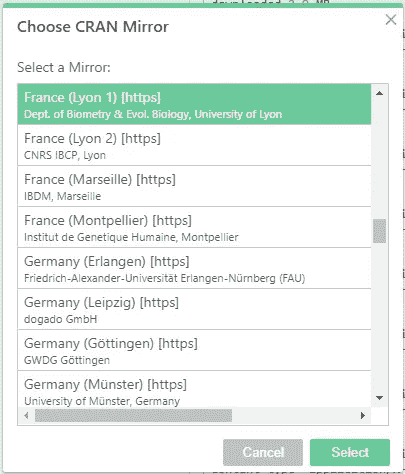 Choose CRAN Mirror
Select a Mirror:
France (Lyon 1) [https]
Dept. of Biometry & Evol. Biology, University of Lyon
France (Lyon 2) [https]
CNRS IBCP, Lyon
France (Marseille) [https]
IBDM, Marseille
France (Montpellier) [https]
Institut de Genetique Humaine, Montpellier
Germany (Erlangen) [https]
Friedrich-Alexander-Universität Erlangen-Nürnberg (FAU)
Germany (Leipzig) [https]
dogado GmbH
Germany (Göttingen) [https]
GWDG Göttingen
Germany (Münster) [https]
University of Münster, Germany
Cancel
Select